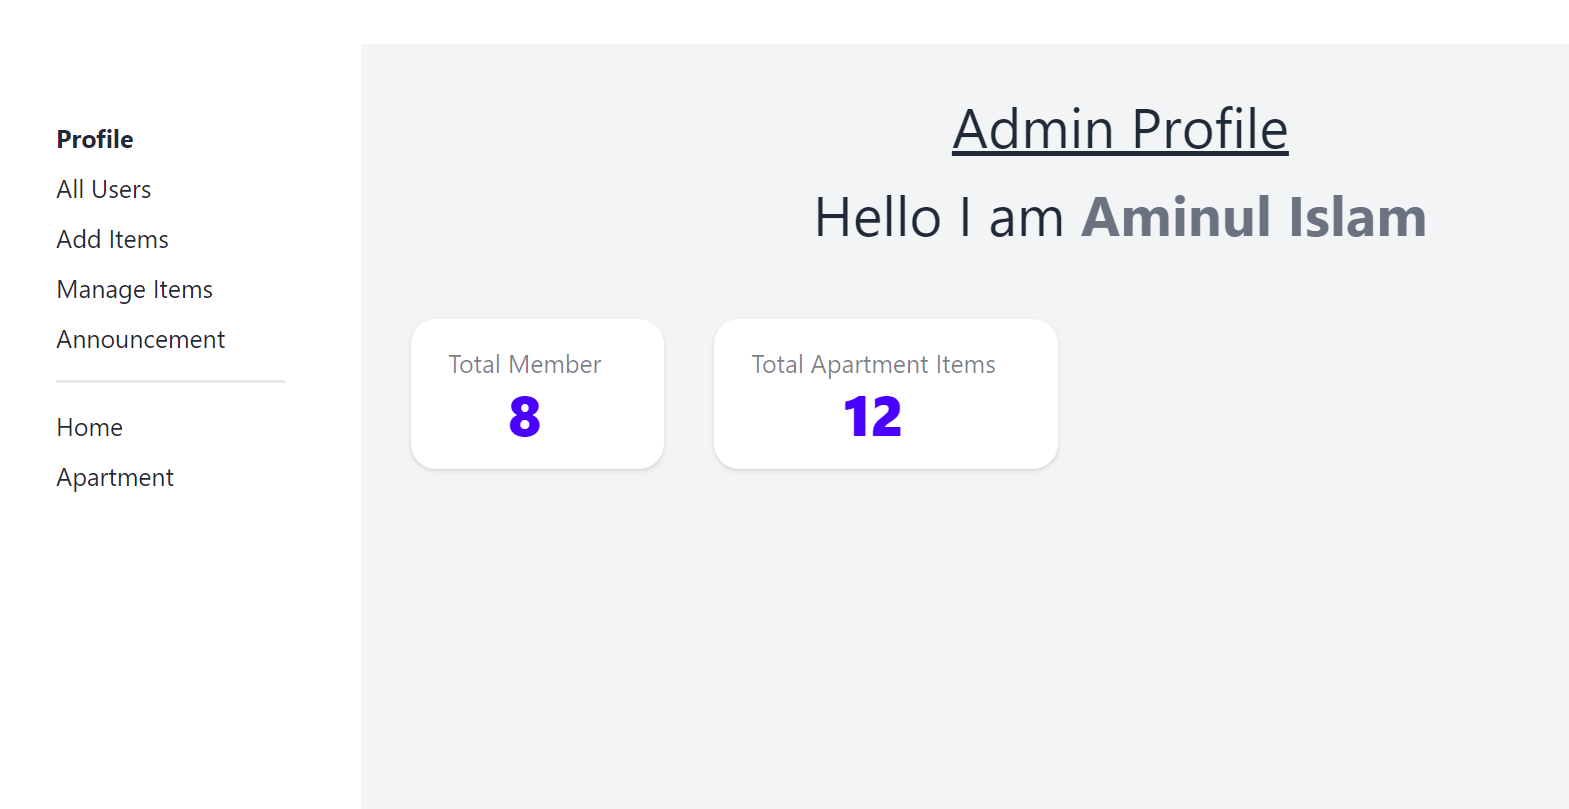 Profile
All Users
Add Items
Manage Items
Announcement
Home
Apartment
Admin Profile
Hello I am Aminul Islam
Total Member
8
Total Apartment Items
12